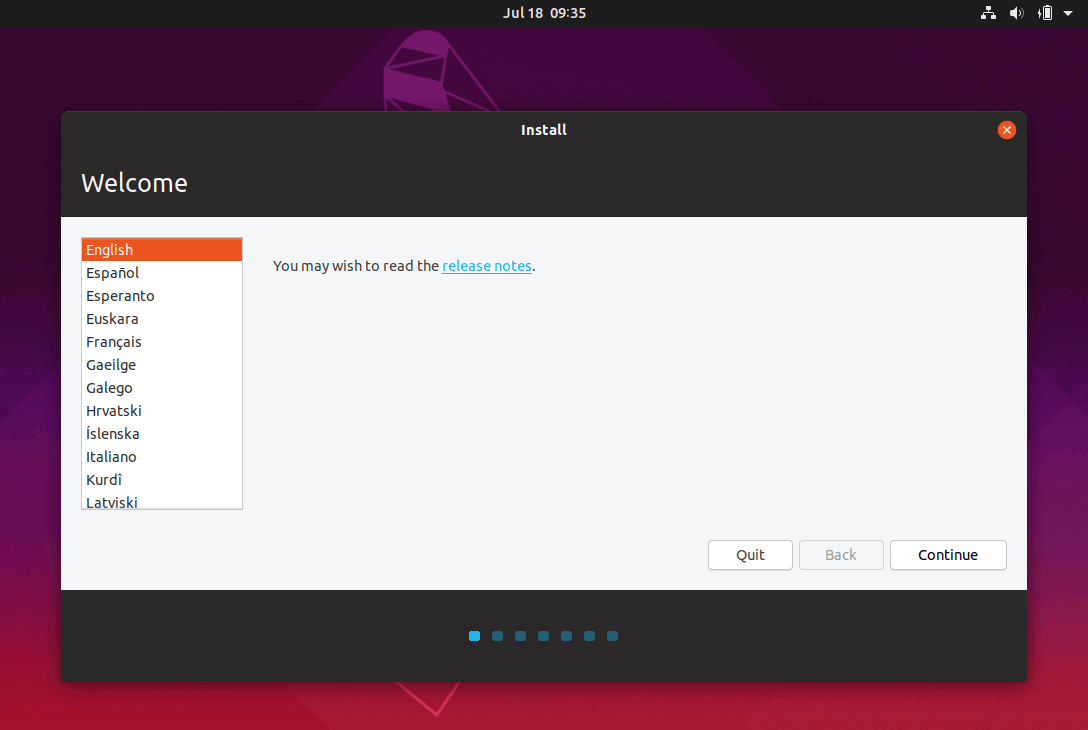 Jul 18 09:35
Install
Welcome
English
Español
Esperanto
Euskara
Français
Gaeilge
Galego
Hrvatski
Íslenska
Italiano
Kurdî
Latviski
You may wish to read the release notes.
Quit
Back
Continue